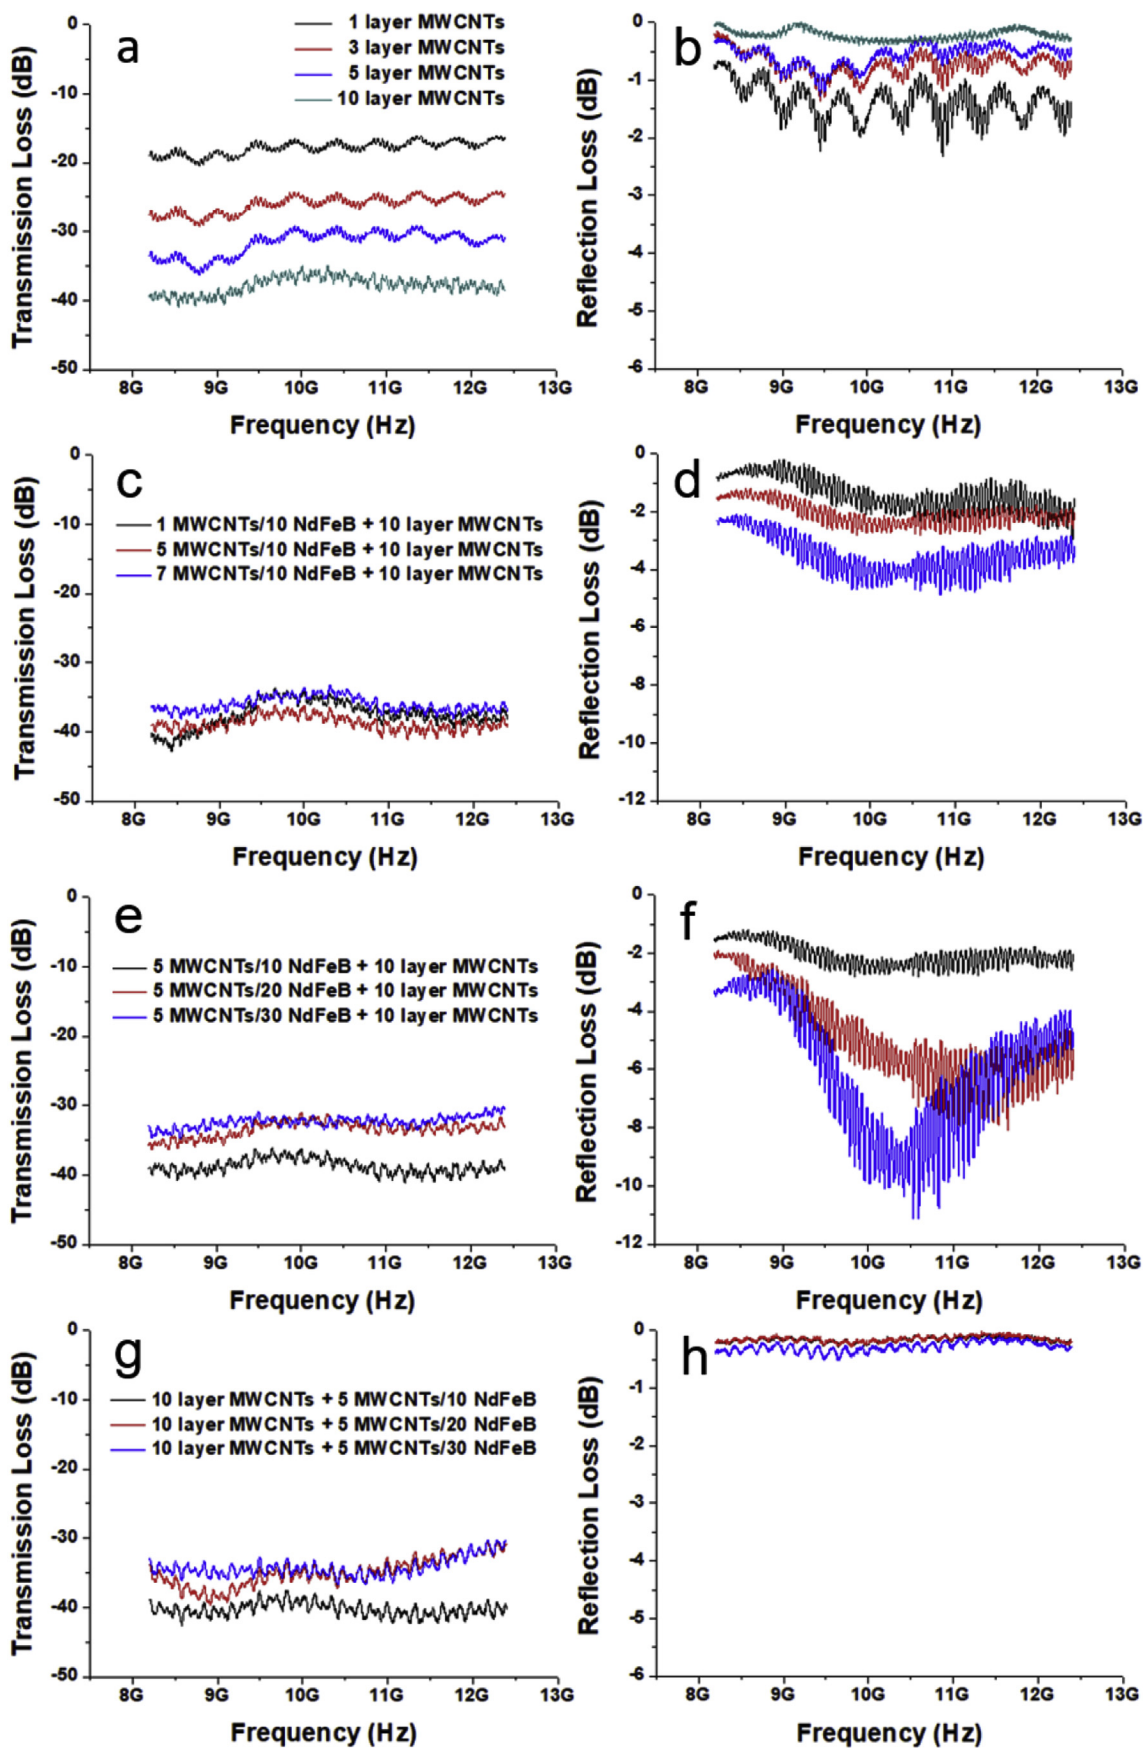 a
1 layer MWCNTs
3 layer MWCNTs
5 layer MWCNTs
10 layer MWCNTs
Transmission Loss (dB)
0
-10
-20
-30
-40
-50
8G 9G 10G 11G 12G 13G
Frequency (Hz)
b
Reflection Loss (dB)
0
-1
-2
-3
-4
-5
-6
8G 9G 10G 11G 12G 13G
Frequency (Hz)
c
1 MWCNTs/10 NdFeB + 10 layer MWCNTs
5 MWCNTs/10 NdFeB + 10 layer MWCNTs
7 MWCNTs/10 NdFeB + 10 layer MWCNTs
Transmission Loss (dB)
0
-10
-20
-30
-40
-50
8G 9G 10G 11G 12G 13G
Frequency (Hz)
d
Reflection Loss (dB)
0
-2
-4
-6
-8
-10
-12
8G 9G 10G 11G 12G 13G
Frequency (Hz)
e
5 MWCNTs/10 NdFeB + 10 layer MWCNTs
5 MWCNTs/20 NdFeB + 10 layer MWCNTs
5 MWCNTs/30 NdFeB + 10 layer MWCNTs
Transmission Loss (dB)
0
-10
-20
-30
-40
-50
8G 9G 10G 11G 12G 13G
Frequency (Hz)
f
Reflection Loss (dB)
0
-2
-4
-6
-8
-10
-12
8G 9G 10G 11G 12G 13G
Frequency (Hz)
g
10 layer MWCNTs + 5 MWCNTs/10 NdFeB
10 layer MWCNTs + 5 MWCNTs/20 NdFeB
10 layer MWCNTs + 5 MWCNTs/30 NdFeB
Transmission Loss (dB)
0
-10
-20
-30
-40
-50
8G 9G 10G 11G 12G 13G
Frequency (Hz)
h
Reflection Loss (dB)
0
-1
-2
-3
-4
-5
-6
8G 9G 10G 11G 12G 13G
Frequency (Hz)